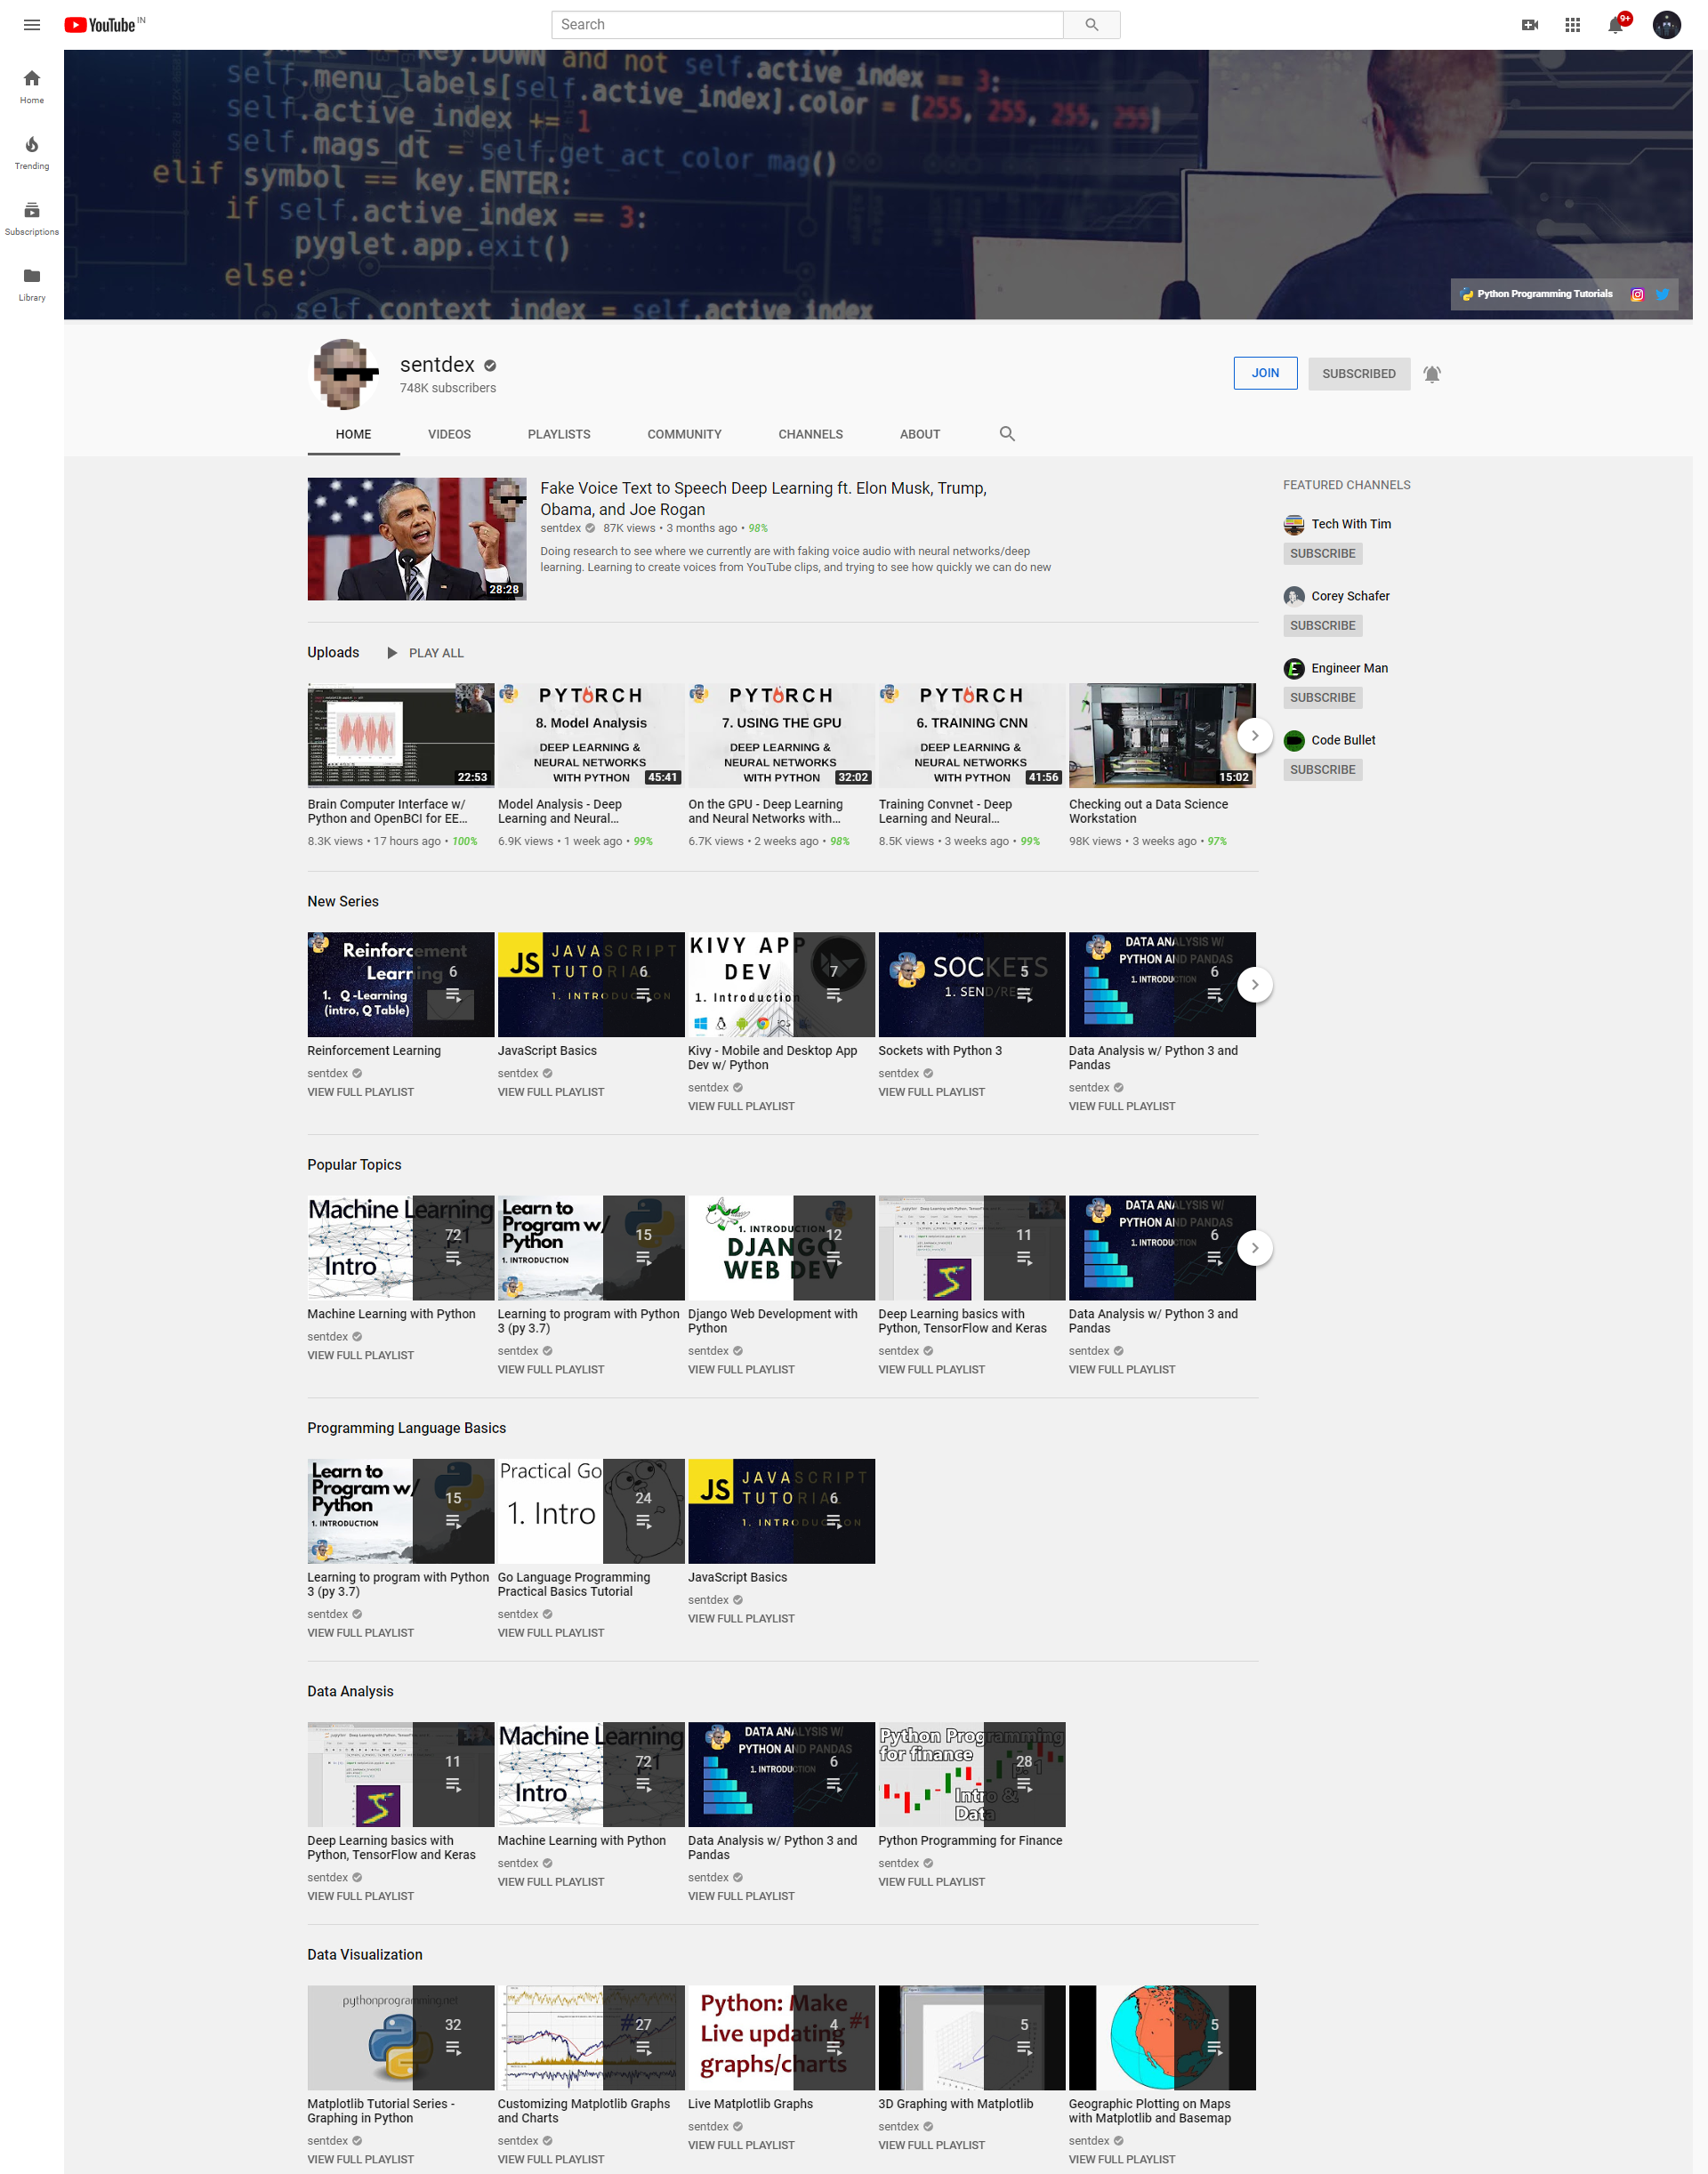 YouTube IN
Search
9+
Home
Trending
Subscriptions
Library
symbol == key.DOWN and not self.active_index == 3:
self.menu_labels[self.active_index].color = [255, 255, 255, 255]
self.active_index += 1
self.mags_dt = self.get_act_color_mag()
elif symbol == key.ENTER:
if self.active_index == 3:
pyglet.app.exit()
else:
self.context_index = self.active_index
Python Programming Tutorials
sentdex
748K subscribers
JOIN
SUBSCRIBED
HOME
VIDEOS
PLAYLISTS
COMMUNITY
CHANNELS
ABOUT
28:28
Fake Voice Text to Speech Deep Learning ft. Elon Musk, Trump,
Obama, and Joe Rogan
sentdex 87K views • 3 months ago • 98%
Doing research to see where we currently are with faking voice audio with neural networks/deep
learning. Learning to create voices from YouTube clips, and trying to see how quickly we can do new
FEATURED CHANNELS
Tech With Tim
SUBSCRIBE
Corey Schafer
SUBSCRIBE
Engineer Man
SUBSCRIBE
Code Bullet
SUBSCRIBE
Uploads
PLAY ALL
22:53
Brain Computer Interface w/
Python and OpenBCI for EE...
8.3K views • 17 hours ago • 100%
PYTORCH
8. Model Analysis
DEEP LEARNING &
NEURAL NETWORKS
WITH PYTHON
45:41
Model Analysis - Deep
Learning and Neural...
6.9K views • 1 week ago • 99%
PYTORCH
7. USING THE GPU
DEEP LEARNING &
NEURAL NETWORKS
WITH PYTHON
32:02
On the GPU - Deep Learning
and Neural Networks with...
6.7K views • 2 weeks ago • 98%
PYTORCH
6. TRAINING CNN
DEEP LEARNING &
NEURAL NETWORKS
WITH PYTHON
41:56
Training Convnet - Deep
Learning and Neural...
8.5K views • 3 weeks ago • 99%
15:02
Checking out a Data Science
Workstation
98K views • 3 weeks ago • 97%
New Series
Reinforcement
Learning
1. Q -Learning
(intro, Q Table)
6
Reinforcement Learning
sentdex
VIEW FULL PLAYLIST
JS JAVASCRIPT
TUTORIAL
1. INTRODUCTION
6
JavaScript Basics
sentdex
VIEW FULL PLAYLIST
KIVY APP
DEV
1. Introduction
7
Kivy - Mobile and Desktop App
Dev w/ Python
sentdex
VIEW FULL PLAYLIST
SOCKETS
1. SEND/RECV
5
Sockets with Python 3
sentdex
VIEW FULL PLAYLIST
DATA ANALYSIS W/
PYTHON AND PANDAS
1. INTRODUCTION
6
Data Analysis w/ Python 3 and
Pandas
sentdex
VIEW FULL PLAYLIST
Popular Topics
Machine Learning
p.1
Intro
72
Machine Learning with Python
sentdex
VIEW FULL PLAYLIST
Learn to
Program w/
Python
1. INTRODUCTION
15
Learning to program with Python
3 (py 3.7)
sentdex
VIEW FULL PLAYLIST
1. INTRODUCTION
DJANGO
WEB DEV
12
Django Web Development with
Python
sentdex
VIEW FULL PLAYLIST
11
Deep Learning basics with
Python, TensorFlow and Keras
sentdex
VIEW FULL PLAYLIST
DATA ANALYSIS W/
PYTHON AND PANDAS
1. INTRODUCTION
6
Data Analysis w/ Python 3 and
Pandas
sentdex
VIEW FULL PLAYLIST
Programming Language Basics
Learn to
Program w/
Python
1. INTRODUCTION
15
Learning to program with Python
3 (py 3.7)
sentdex
VIEW FULL PLAYLIST
Practical Go
1. Intro
24
Go Language Programming
Practical Basics Tutorial
sentdex
VIEW FULL PLAYLIST
JS JAVASCRIPT
TUTORIAL
1. INTRODUCTION
6
JavaScript Basics
sentdex
VIEW FULL PLAYLIST
Data Analysis
11
Deep Learning basics with
Python, TensorFlow and Keras
sentdex
VIEW FULL PLAYLIST
Machine Learning
p.1
Intro
72
Machine Learning with Python
sentdex
VIEW FULL PLAYLIST
DATA ANALYSIS W/
PYTHON AND PANDAS
1. INTRODUCTION
6
Data Analysis w/ Python 3 and
Pandas
sentdex
VIEW FULL PLAYLIST
Python Programming
for finance
p. 1
Intro &
Data
28
Python Programming for Finance
sentdex
VIEW FULL PLAYLIST
Data Visualization
pythonprogramming.net
32
Matplotlib Tutorial Series -
Graphing in Python
sentdex
VIEW FULL PLAYLIST
27
Customizing Matplotlib Graphs
and Charts
sentdex
VIEW FULL PLAYLIST
Python: Make
Live updating #1
graphs/charts
4
Live Matplotlib Graphs
sentdex
VIEW FULL PLAYLIST
5
3D Graphing with Matplotlib
sentdex
VIEW FULL PLAYLIST
5
Geographic Plotting on Maps
with Matplotlib and Basemap
sentdex
VIEW FULL PLAYLIST